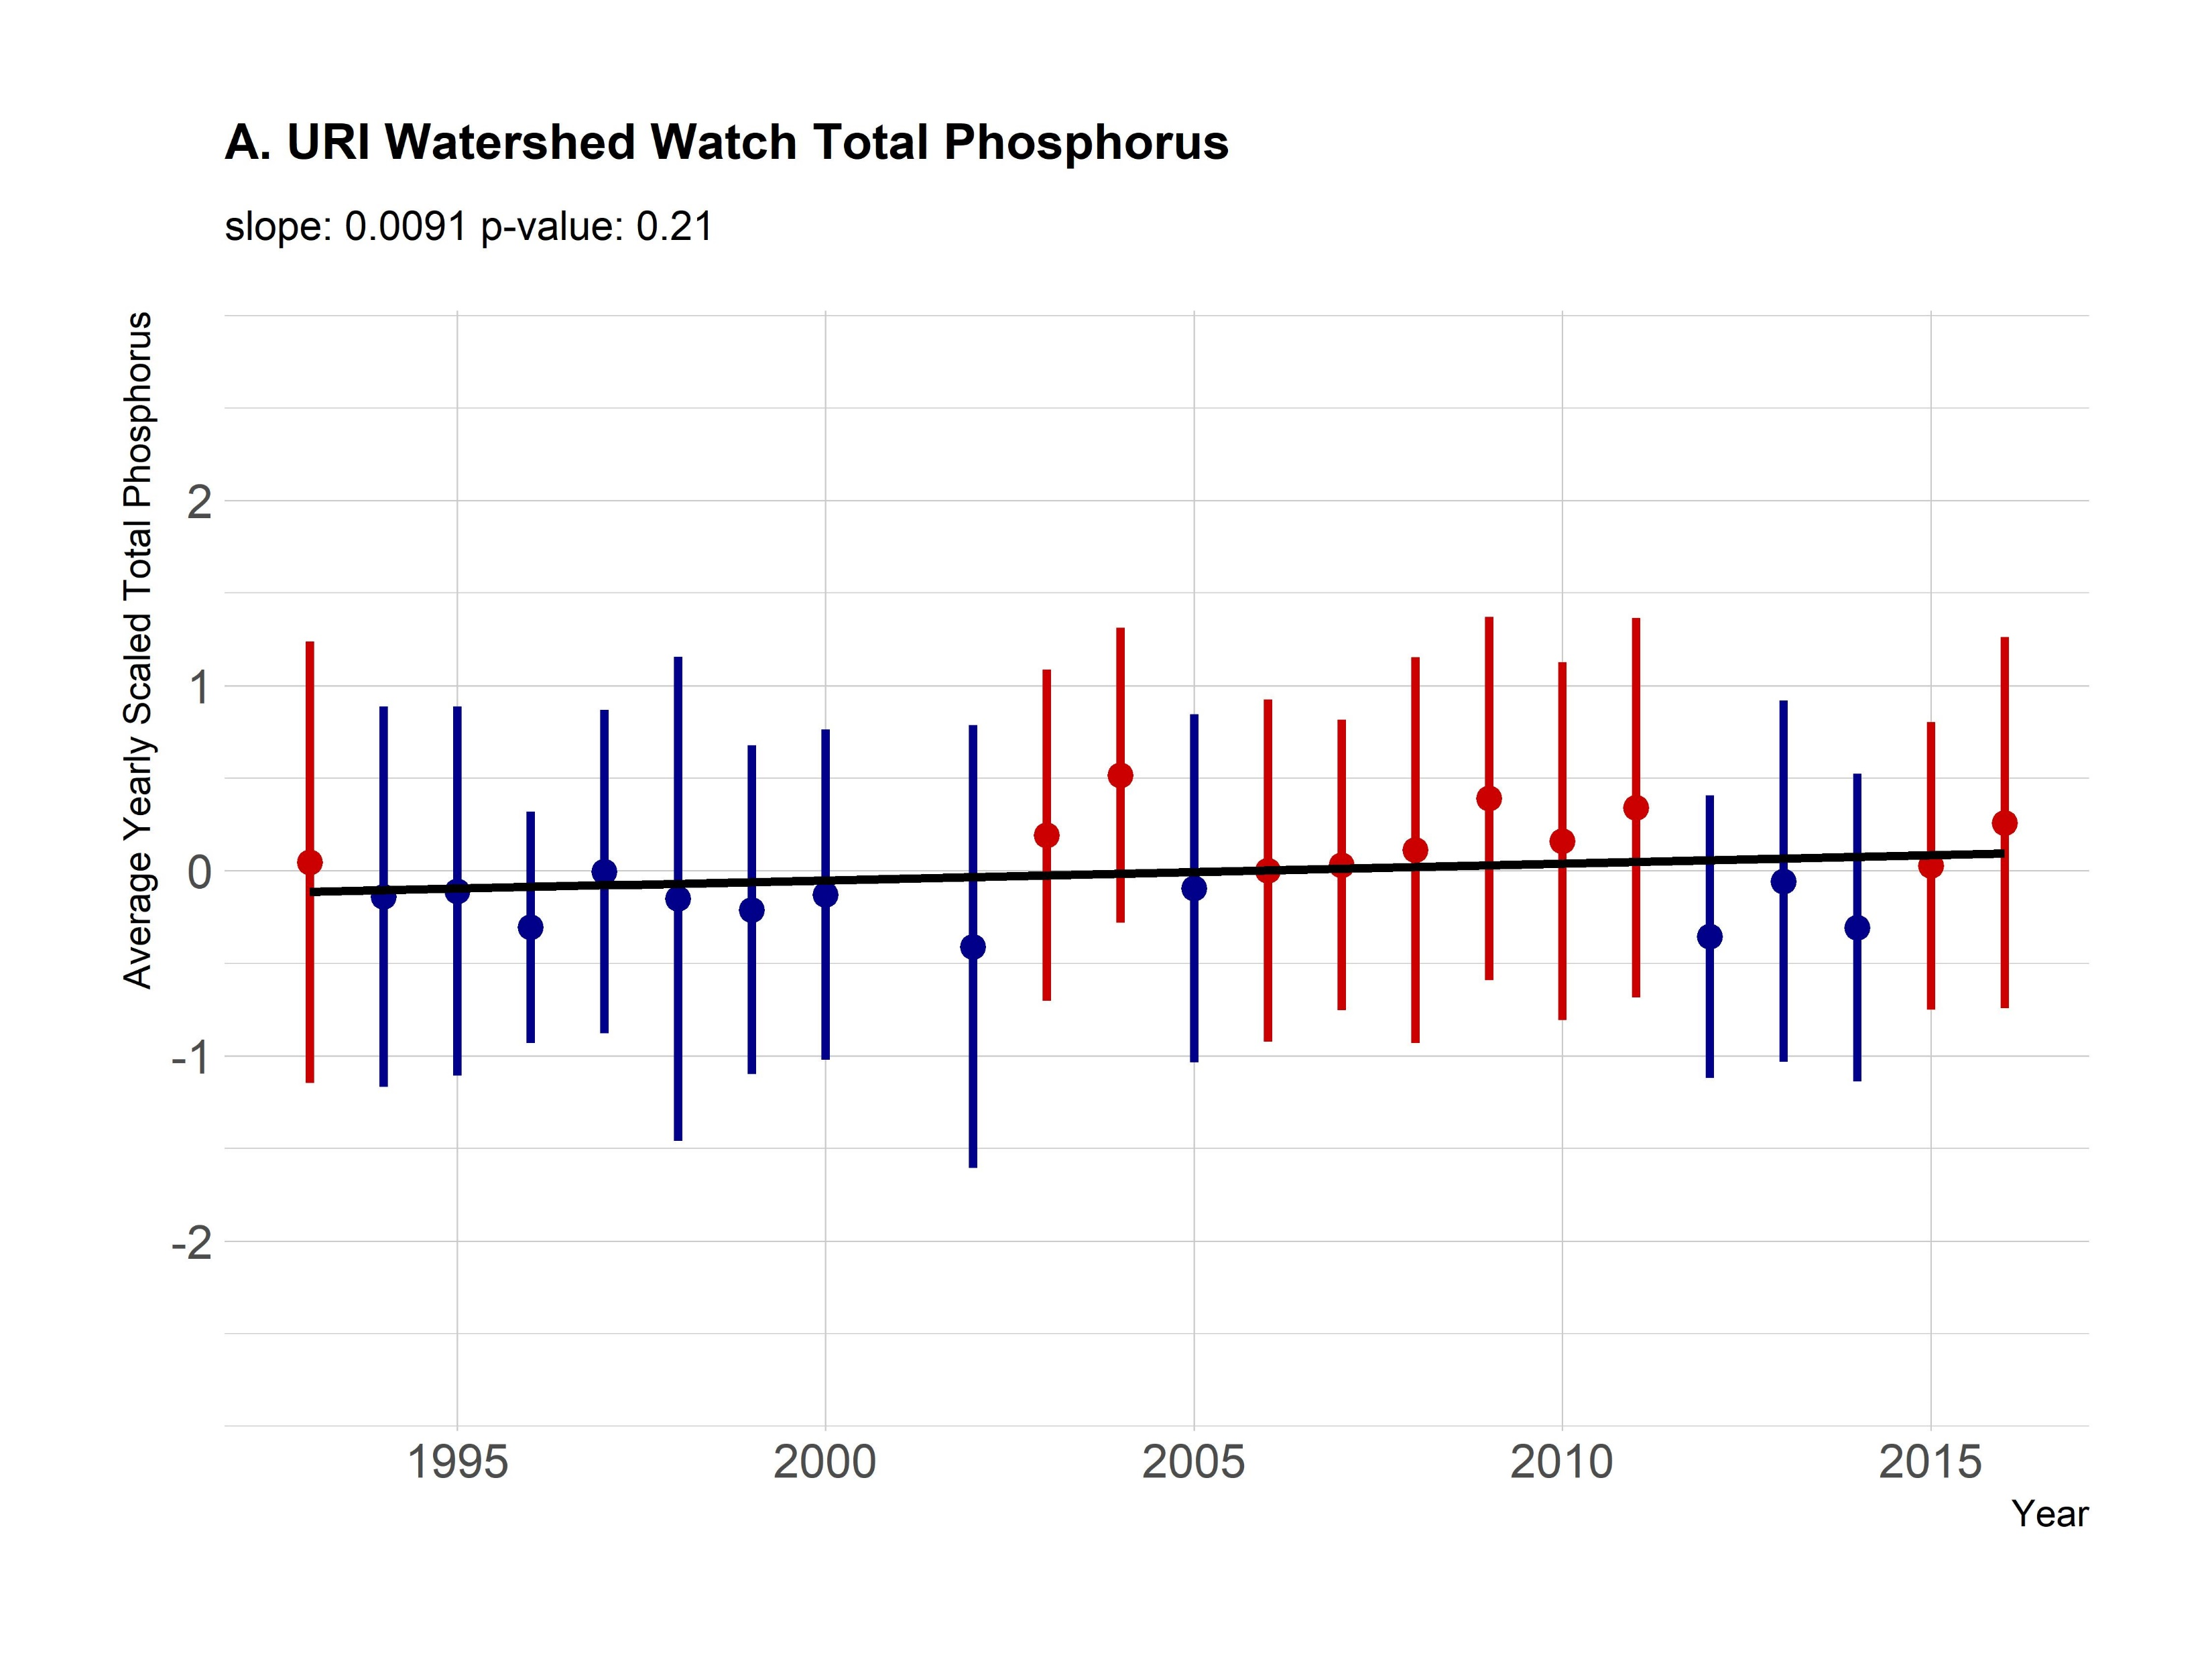 A. URI Watershed Watch Total Phosphorus
slope: 0.0091 p-value: 0.21
Average Yearly Scaled Total Phosphorus
2
1
0
-1
-2
1995 2000 2005 2010 2015
Year